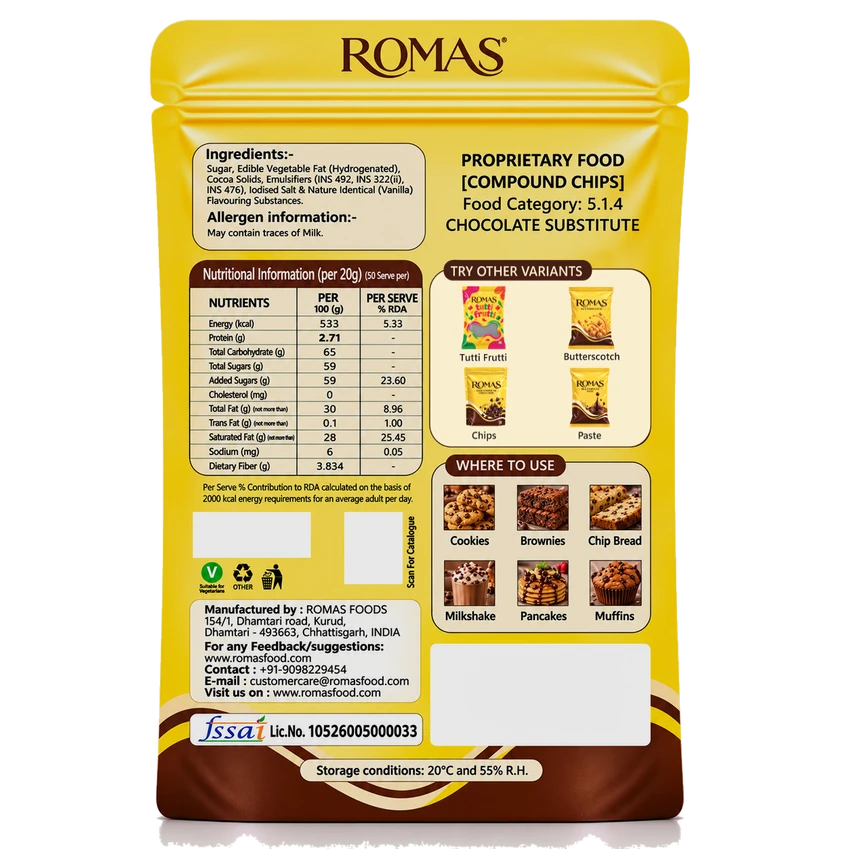 ROMAS®
Ingredients:-
Sugar, Edible Vegetable Fat (Hydrogenated),
Cocoa Solids, Emulsifiers (INS 492, INS 322(ii),
INS 476), Iodised Salt & Nature Identical (Vanilla)
Flavouring Substances.
Allergen information:-
May contain traces of Milk.
PROPRIETARY FOOD
[COMPOUND CHIPS]
Food Category: 5.1.4
CHOCOLATE SUBSTITUTE
Nutritional Information (per 20g) (50 Serve per)
NUTRIENTS PER 100 (g) PER SERVE % RDA
Energy (kcal) 533 5.33
Protein (g) 2.71 -
Total Carbohydrate (g) 65 -
Total Sugars (g) 59 -
Added Sugars (g) 59 23.60
Cholesterol (mg) 0 -
Total Fat (g) (not more than) 30 8.96
Trans Fat (g) (not more than) 0.1 1.00
Saturated Fat (g) (not more than) 28 25.45
Sodium (mg) 6 0.05
Dietary Fiber (g) 3.834 -
Per Serve % Contribution to RDA calculated on the basis of
2000 kcal energy requirements for an average adult per day.
TRY OTHER VARIANTS
ROMAS
tutti
frutti
ROMAS
Tutti Frutti
Butterscotch
ROMAS
ROMAS
Chips
Paste
WHERE TO USE
Cookies
Brownies
Chip Bread
Milkshake
Pancakes
Muffins
Scan For Catalogue
V
Suitable for
Vegetarians
OTHER
Manufactured by : ROMAS FOODS
154/1, Dhamtari road, Kurud,
Dhamtari - 493663, Chhattisgarh, INDIA
For any Feedback/suggestions:
www.romasfood.com
Contact : +91-9098229454
E-mail : customercare@romasfood.com
Visit us on : www.romasfood.com
fssai Lic.No. 10526005000033
Storage conditions: 20°C and 55% R.H.